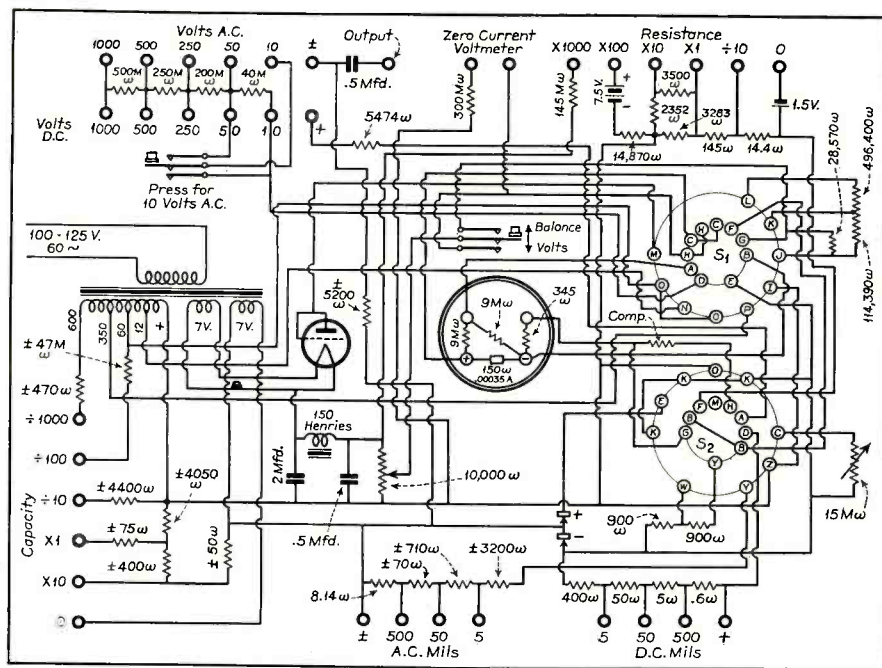 Volts A.C.
1000 500 250 50 10
500M ω 250M ω 200M ω 40M ω
Volts D.C.
1000 500 250 50 10
Press for
10 Volts A.C.
± Output
.5 Mfd.
+
5474ω
Zero Current
Voltmeter
300Mω
Resistance
X1000 X100 X10 X1 ÷10 0
145Mω
+
7.5V.
-
3500 ω
2352 ω
3283 ω
1.5V.
14,870ω
145ω
14.4ω
28,570ω
496,400ω
114,390ω
Balance
Volts
L
K
J
I
P
O
N
O
M
C H C F
G
H S1 B
A
D E
100-125 V.
60~
600 350 60 12 +
7V. 7V.
± 5200 ω
9Mω
9Mω
345 ω
+ 150ω -
.00035 A
Comp.
±47M ω
±470ω
÷1000
÷100
÷10
X1
X10
Capacity
±4400ω
±4050 ω
±75ω
±400ω
±50ω
150
Henries
2 Mfd.
.5 Mfd.
10,000ω
K O K
E
F M H
A
K G S2 D
B
C
Y
W Y Z
15Mω
+
-
900 ω
900ω
8.14ω
±70ω
±710ω
±3200ω
± 500 50 5
A.C. Mils
400ω 50ω 5ω .6ω
5 50 500 +
D.C. Mils